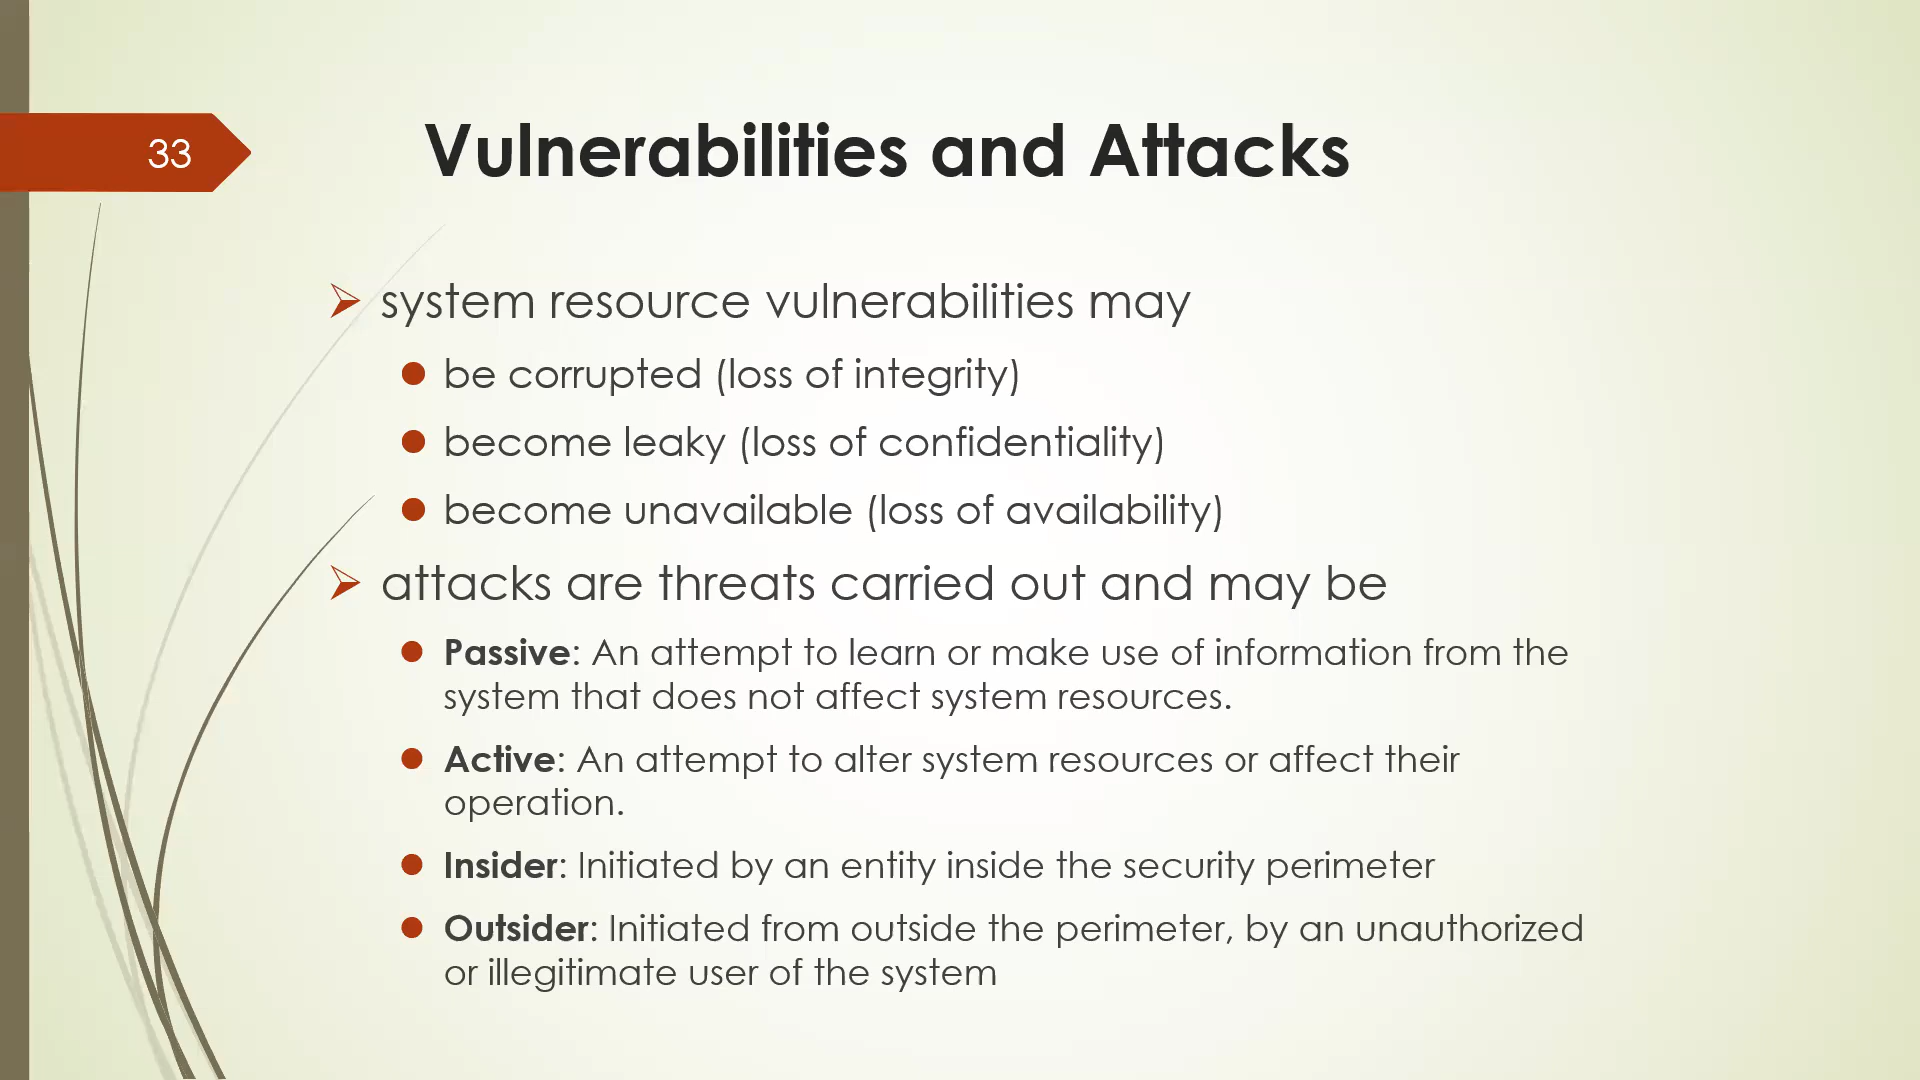 33
Vulnerabilities and Attacks
system resource vulnerabilities may
be corrupted (loss of integrity)
become leaky (loss of confidentiality)
become unavailable (loss of availability)
attacks are threats carried out and may be
Passive: An attempt to learn or make use of information from the
system that does not affect system resources.
Active: An attempt to alter system resources or affect their
operation.
Insider: Initiated by an entity inside the security perimeter
Outsider: Initiated from outside the perimeter, by an unauthorized
or illegitimate user of the system